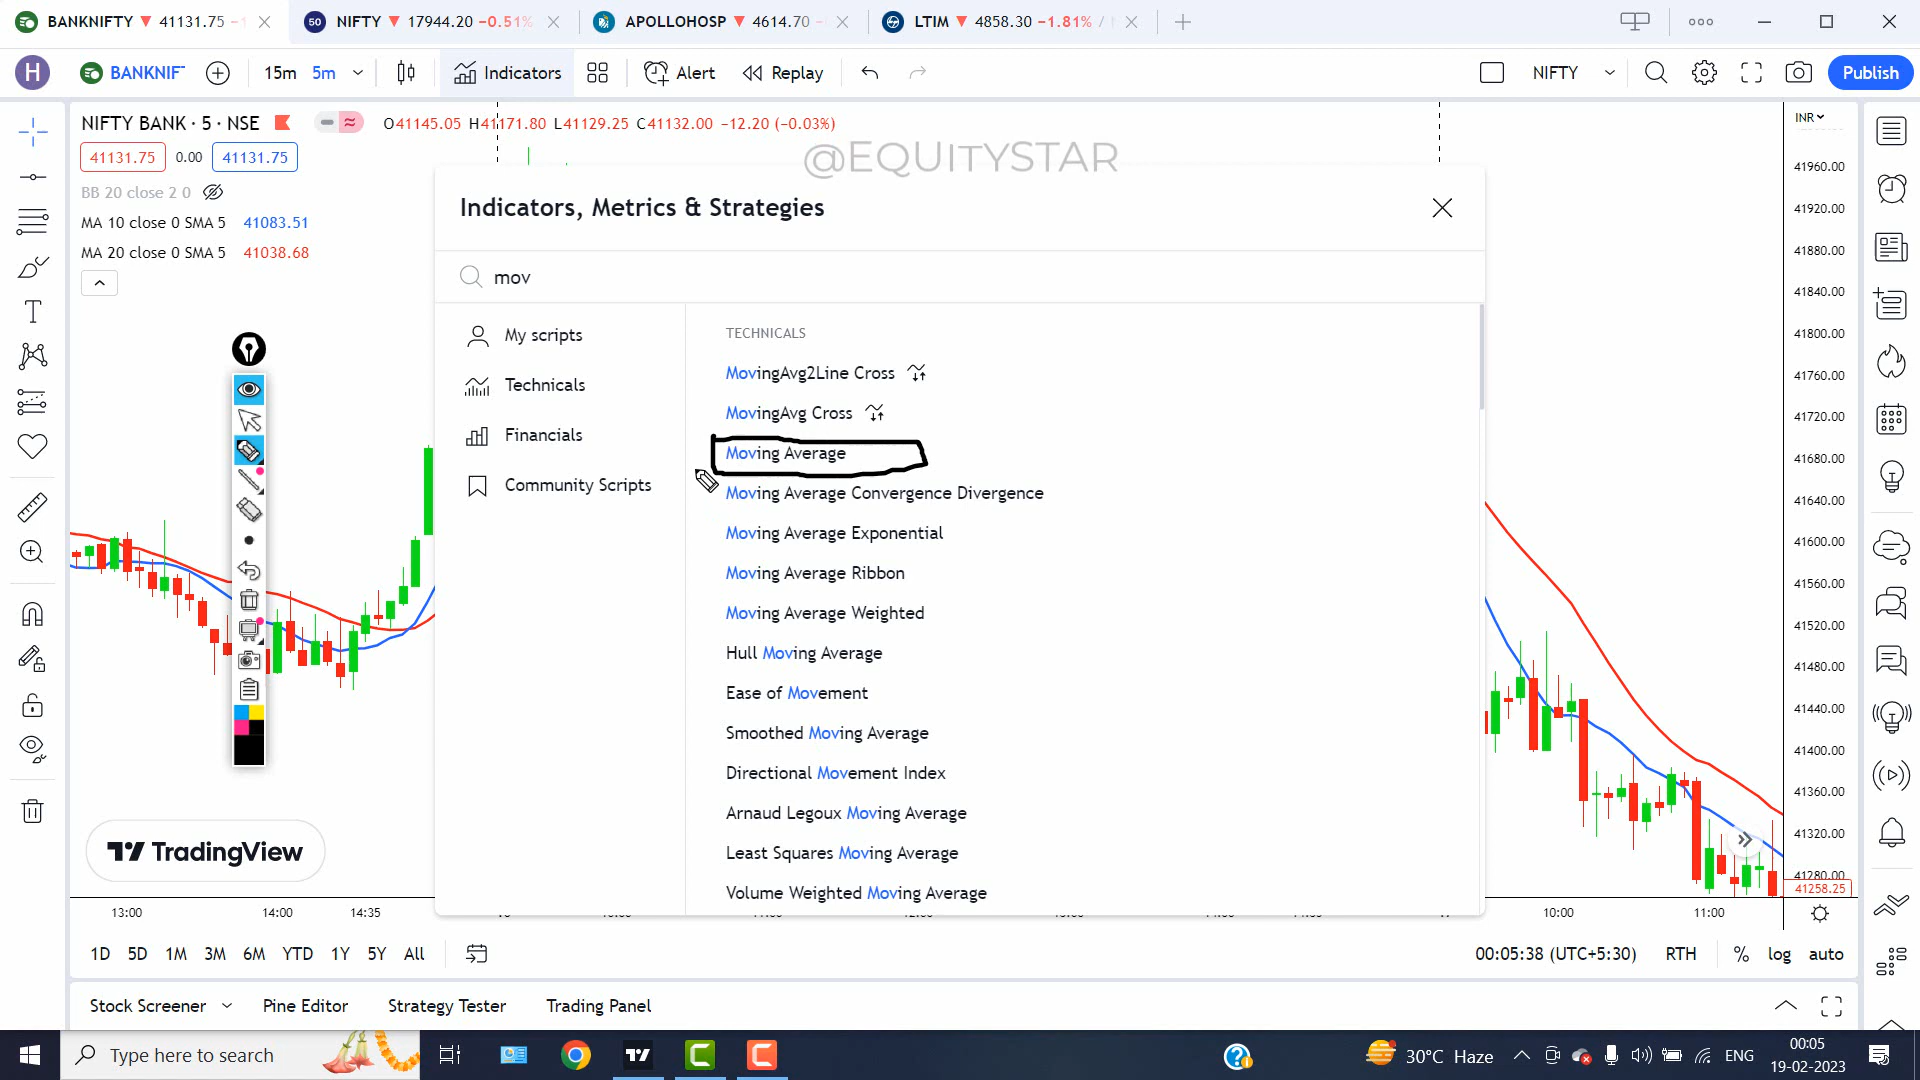 BANKNIFTY ▼ 41131.75
NIFTY ▼ 17944.20 −0.51%
APOLLOHOSP ▼ 4614.70
LTIM ▼ 4858.30 −1.81% /
H
BANKNIF
15m 5m
Indicators
Alert
Replay
NIFTY
Publish
NIFTY BANK · 5 · NSE
O41145.05 H41171.80 L41129.25 C41132.00 −12.20 (−0.03%)
INR
@EQUITYSTAR
41131.75 0.00 41131.75
BB 20 close 2 0
MA 10 close 0 SMA 5 41083.51
MA 20 close 0 SMA 5 41038.68
Indicators, Metrics & Strategies
mov
My scripts
Technicals
Financials
Community Scripts
TECHNICALS
MovingAvg2Line Cross
MovingAvg Cross
Moving Average
Moving Average Convergence Divergence
Moving Average Exponential
Moving Average Ribbon
Moving Average Weighted
Hull Moving Average
Ease of Movement
Smoothed Moving Average
Directional Movement Index
Arnaud Legoux Moving Average
Least Squares Moving Average
Volume Weighted Moving Average
41960.00
41920.00
41880.00
41840.00
41800.00
41760.00
41720.00
41680.00
41640.00
41600.00
41560.00
41520.00
41480.00
41440.00
41400.00
41360.00
41320.00
41280.00
41258.25
TradingView
13:00 14:00 14:35 10:00 11:00
1D 5D 1M 3M 6M YTD 1Y 5Y All
00:05:38 (UTC+5:30) RTH % log auto
Stock Screener Pine Editor Strategy Tester Trading Panel
Type here to search
30°C Haze
ENG
00:05
19-02-2023